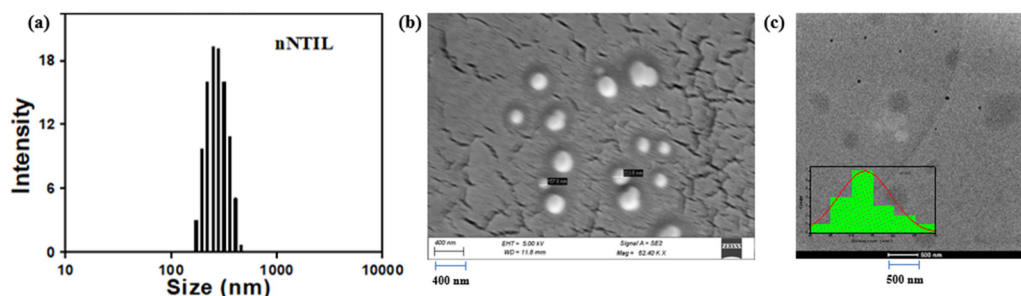 (a)
nNTIL
Intensity
18
12
6
0
10
100
1000
10000
Size (nm)
(b)
400 nm
EHT = 5.00 kV
WD = 11.8 mm
Signal A = SE2
Mag = 62.40 K X
ZEISS
400 nm
(c)
500 nm
500 nm